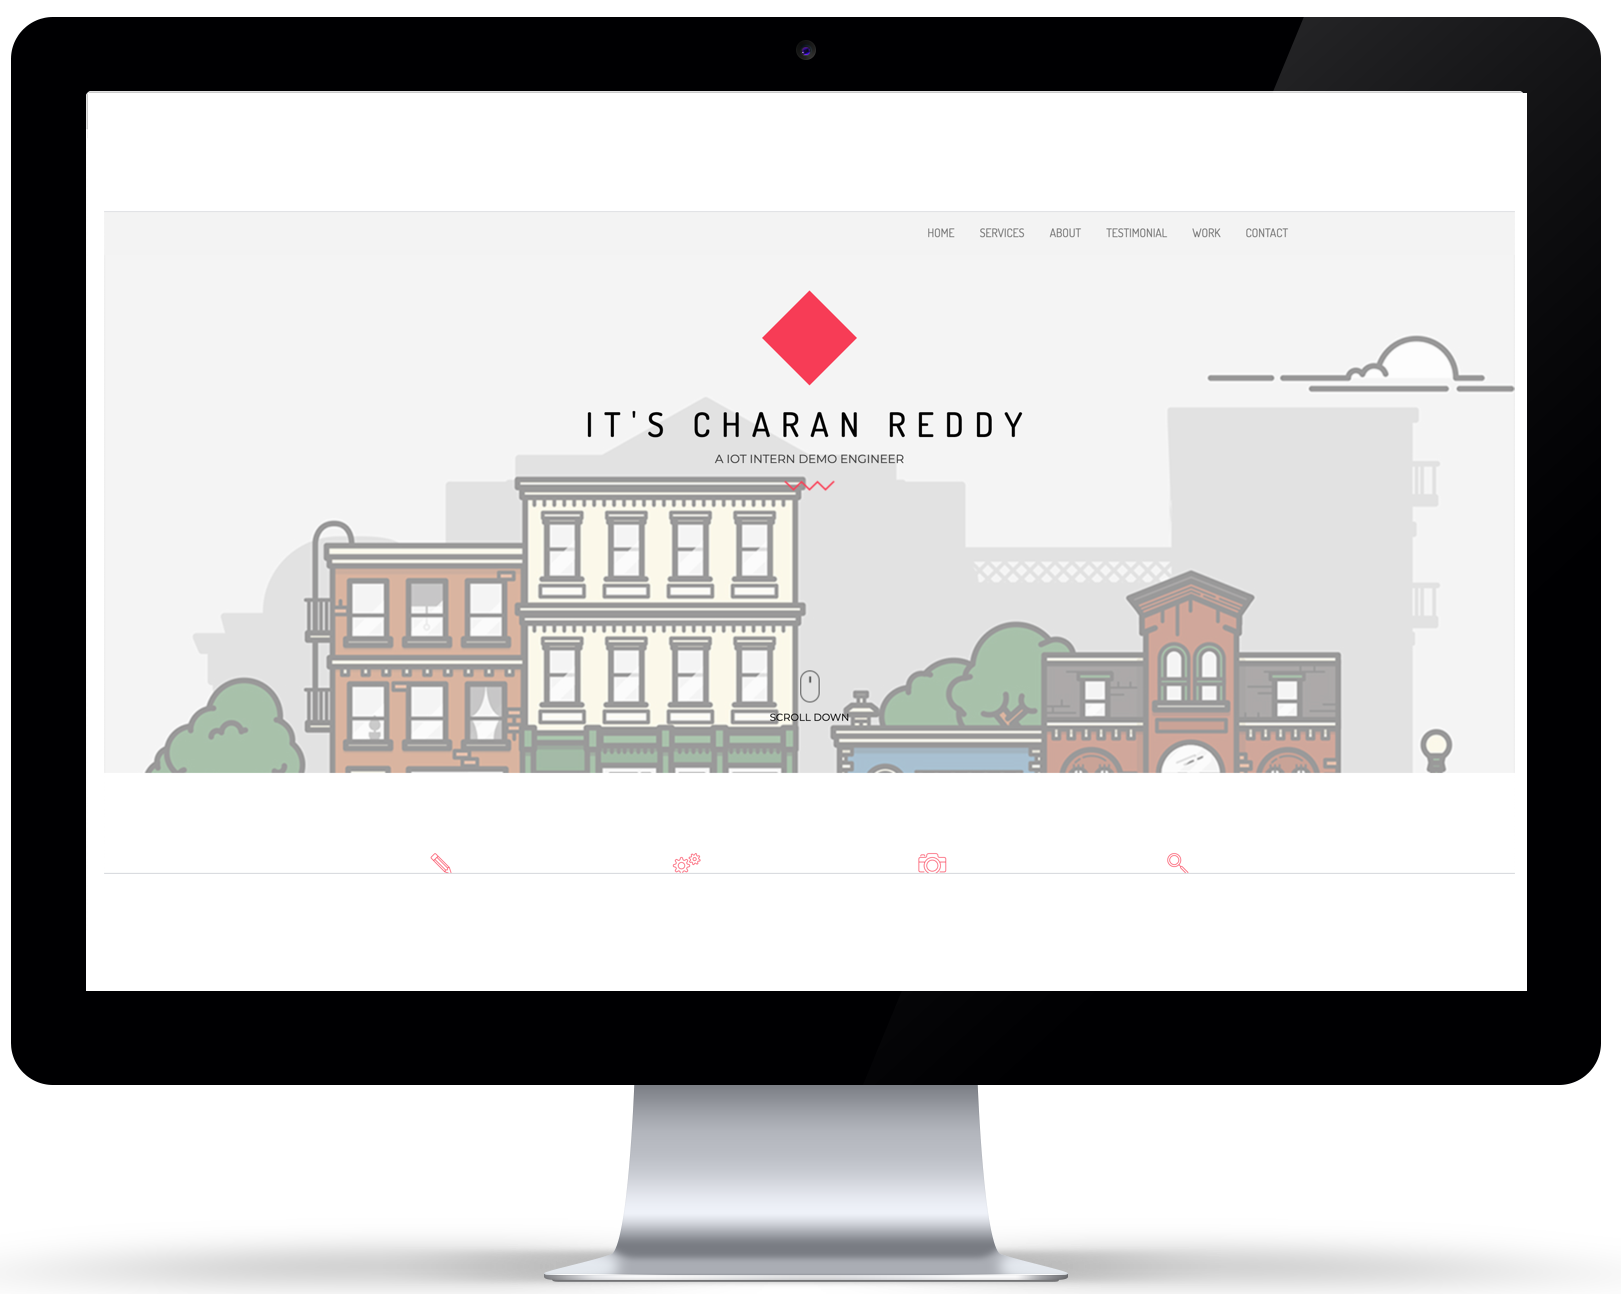 HOME SERVICES ABOUT TESTIMONIAL WORK CONTACT
IT'S CHARAN REDDY
A IOT INTERN DEMO ENGINEER
SCROLL DOWN